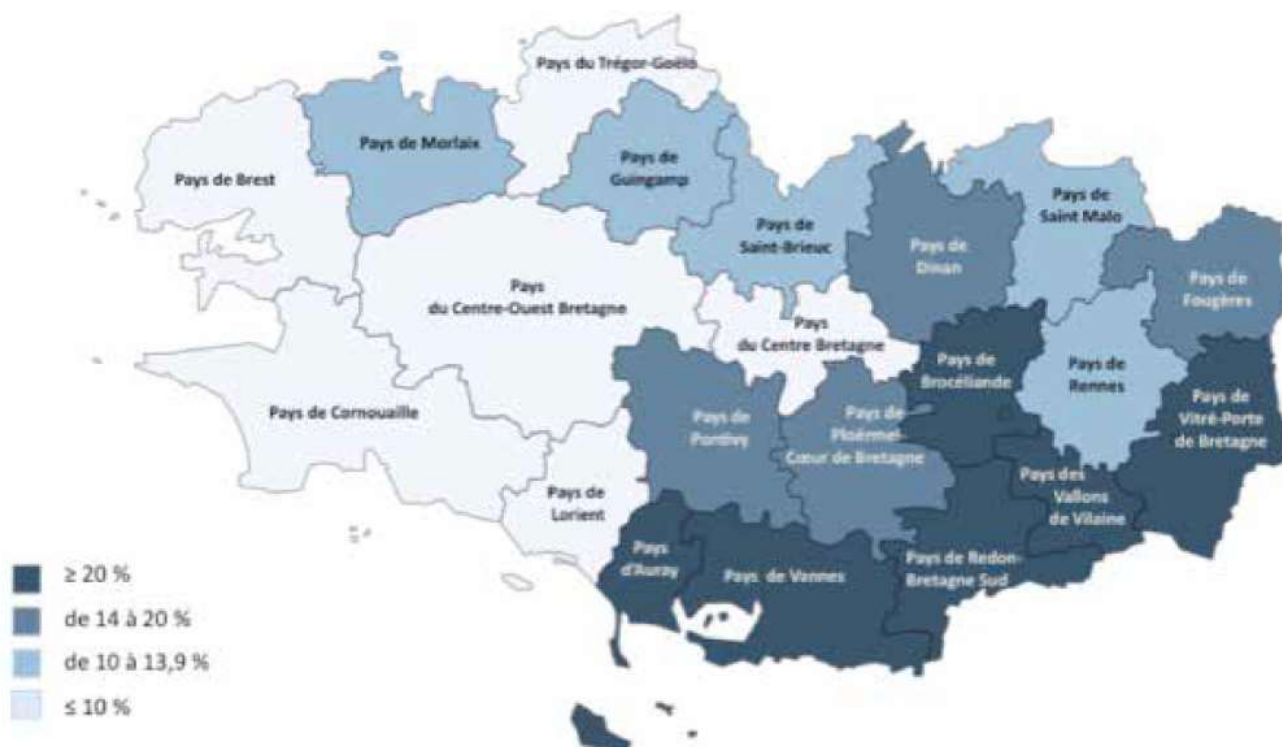 Pays du Trégor-Goëlo
Pays de Morlaix
Pays de
Guingamp
Pays de Brest
Pays de
Saint Malo
Pays de
Saint-Brieuc
Pays de
Dinan
Pays de
Fougères
Pays
du Centre-Ouest Bretagne
Pays
du Centre Bretagne
Pays de
Brocéliande
Pays de
Rennes
Pays de
Vitré-Porte
de Bretagne
Pays de Cornouaille
Pays de
Pontivy
Pays de
Ploërmel-
Cœur de Bretagne
Pays des
Vallons
de Vilaine
Pays de
Lorient
Pays
d'Auray
Pays de Vannes
Pays de Redon-
Bretagne Sud
≥ 20 %
de 14 à 20 %
de 10 à 13,9 %
≤ 10 %